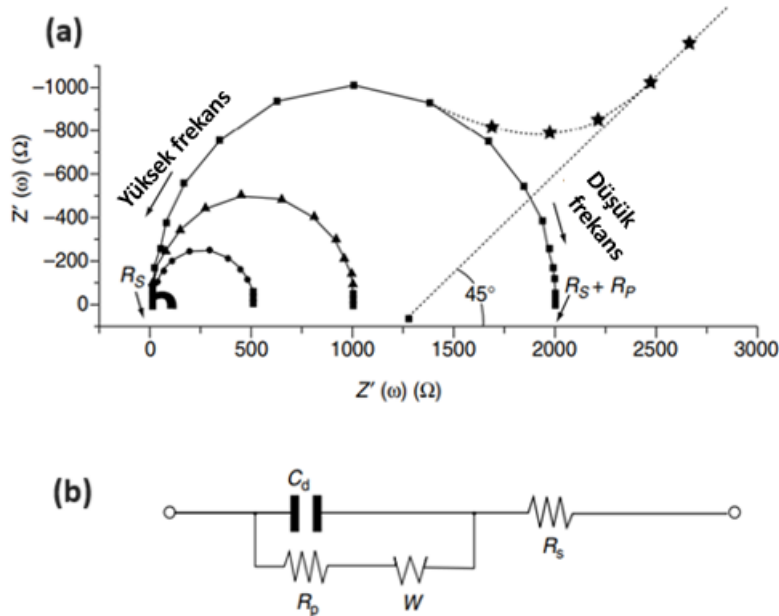 (a)
Z' (ω) (Ω)
−1000
−800
−600
−400
−200
0
Yüksek frekans
Düşük
frekans
R_S
45°
R_S + R_P
0
500
1000
1500
2000
2500
3000
Z' (ω) (Ω)
(b)
C_d
R_s
R_p
W